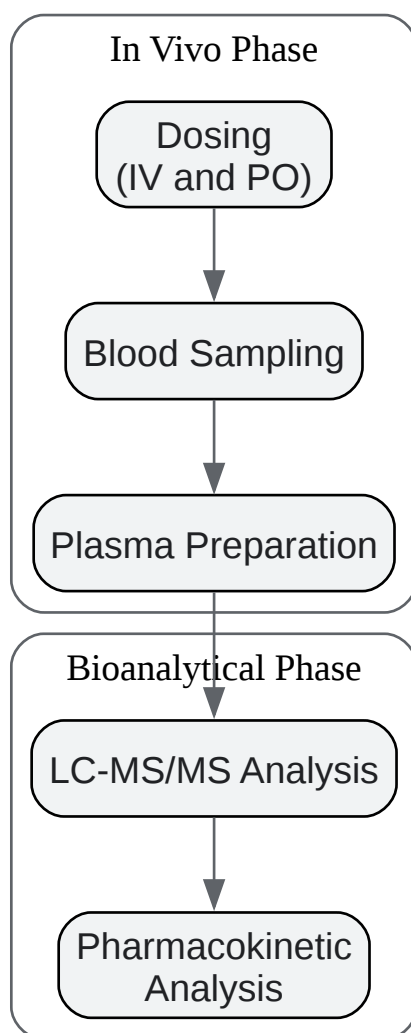 In Vivo Phase
Dosing
(IV and PO)
Blood Sampling
Plasma Preparation
Bioanalytical Phase
LC-MS/MS Analysis
Pharmacokinetic
Analysis